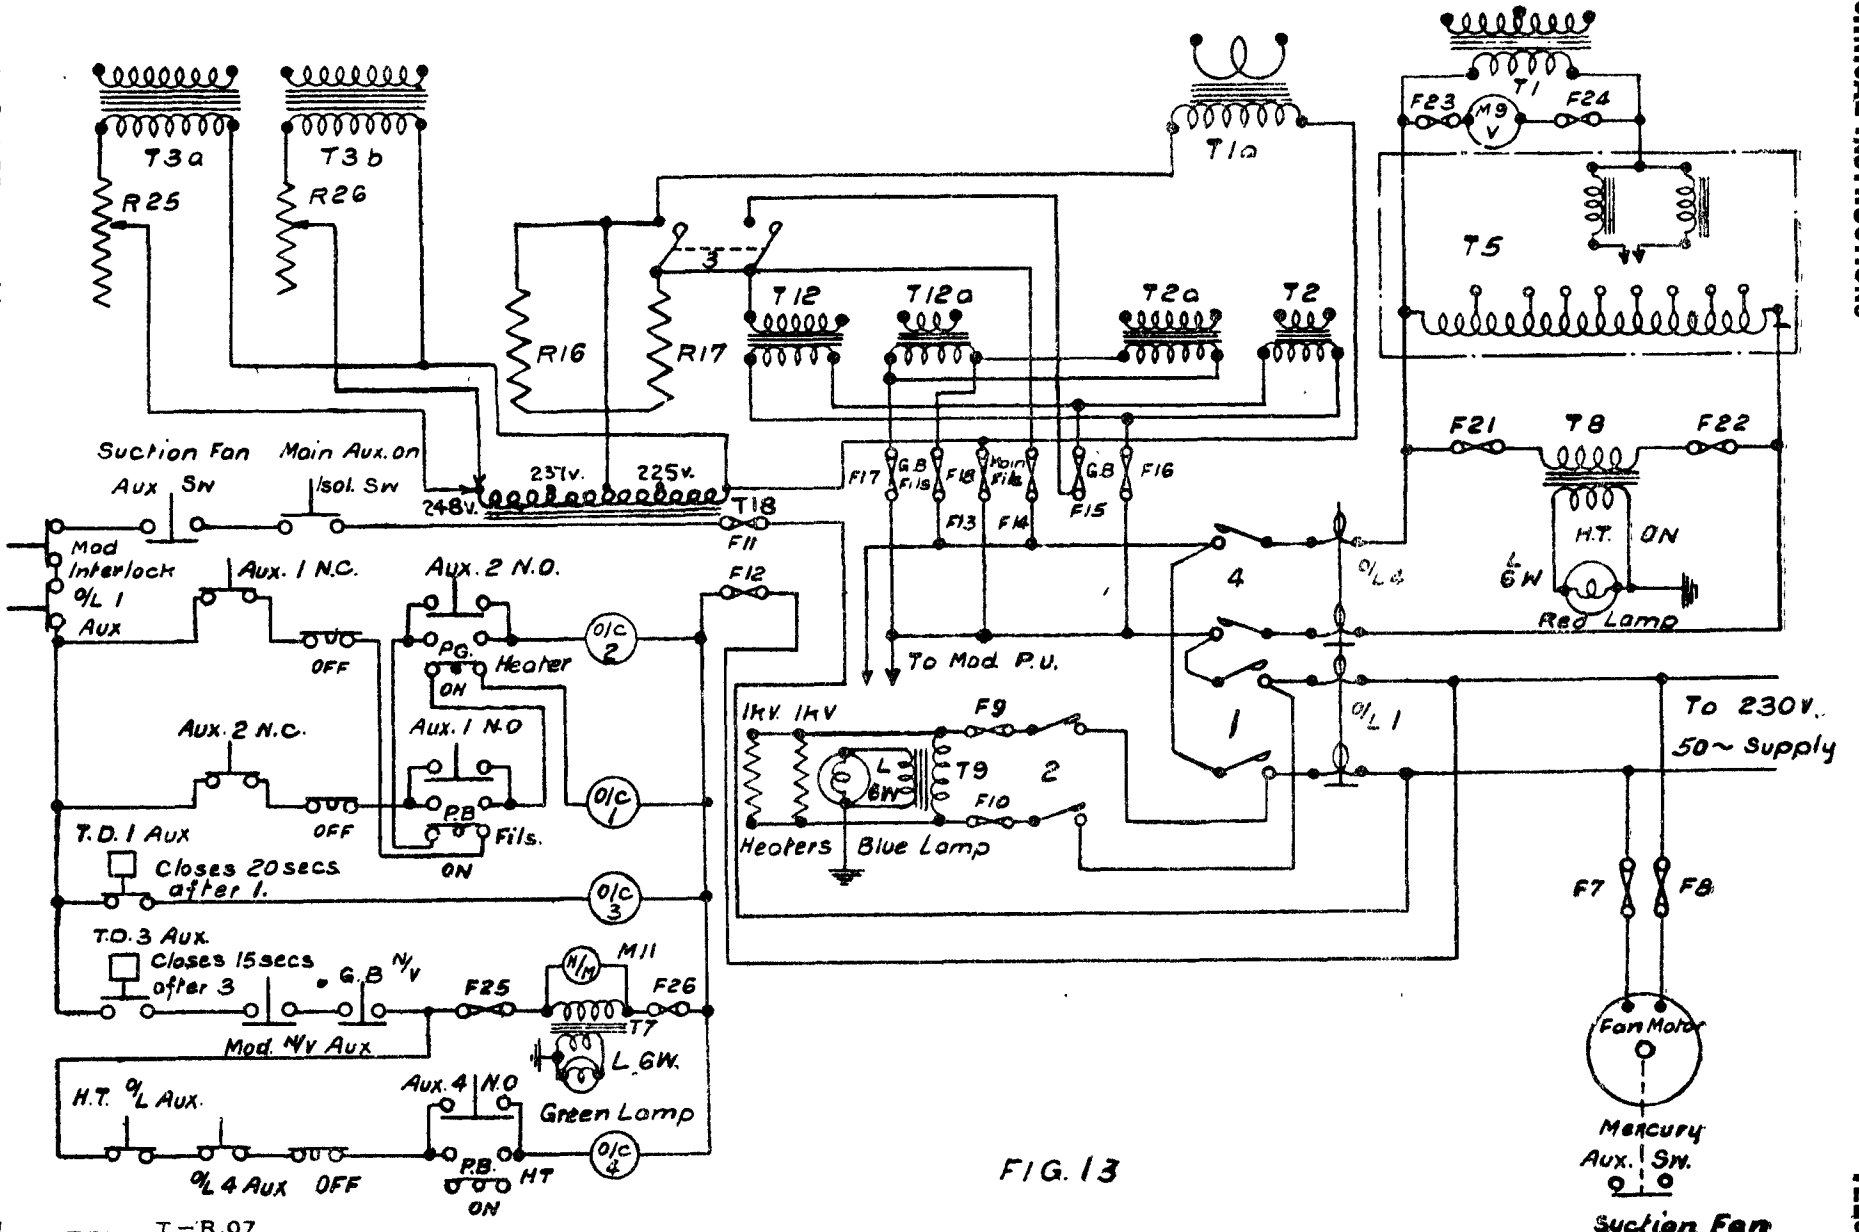 T1
F23
M9
V
F24
T3a
T3b
T1a
R25
R26
T5
3
T12
T12a
T2a
T2
R16
R17
F21
T8
F22
Suction Fan
Main Aux. on
Aux
Sw
Isol. Sw
237v.
225v.
248v.
T18
F17
G.B
Fils
F18
Main
Fils
G.B
F16
F15
F13
F14
F11
Mod
Interlock
O/L 1
Aux
Aux. 1 N.C.
Aux. 2 N.O.
F12
4
O/L 4
H.T. ON
L
6W
Red Lamp
OFF
P.G.
ON
Heater
O/C
2
To Mod. P.U.
Aux. 2 N.C.
Aux. 1 N.O
1kv. 1kv
F9
1
O/L 1
To 230v.
50~ Supply
L
6W
T9
2
F10
OFF
P.B
ON
Fils.
O/C
1
T.D. 1 Aux
Closes 20secs
after 1.
Heaters
Blue Lamp
O/C
3
F7
F8
T.D. 3 Aux.
Closes 15secs
after 3
G.B N/V
Mod. N/V Aux
F25
M11
H/M
F26
T7
L 6W.
Green Lamp
Fan Motor
H.T. O/L Aux.
Aux. 4 N.O
O/L 4 Aux
OFF
P.B.
HT
ON
O/C
4
FIG. 13
Mercury
Aux. Sw.
Suction Fan